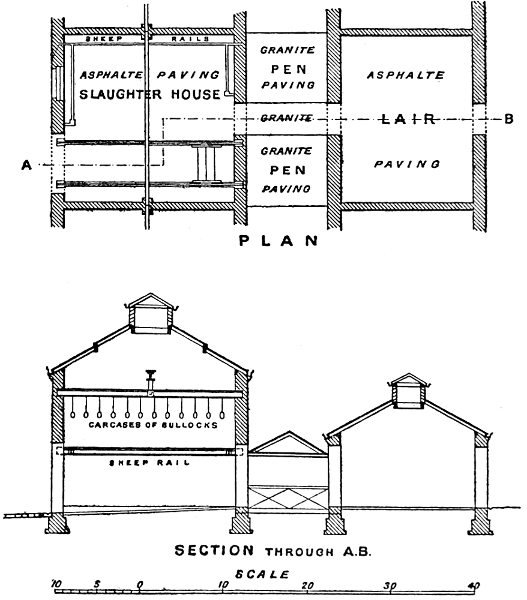 SHEEP RAILS
GRANITE
PEN
PAVING
ASPHALTE PAVING
SLAUGHTER HOUSE
ASPHALTE
GRANITE
LAIR
B
A
GRANITE
PEN
PAVING
PAVING
PLAN
CARCASES OF BULLOCKS
SHEEP RAIL
SECTION THROUGH A.B.
SCALE
10 5 0 10 20 30 40